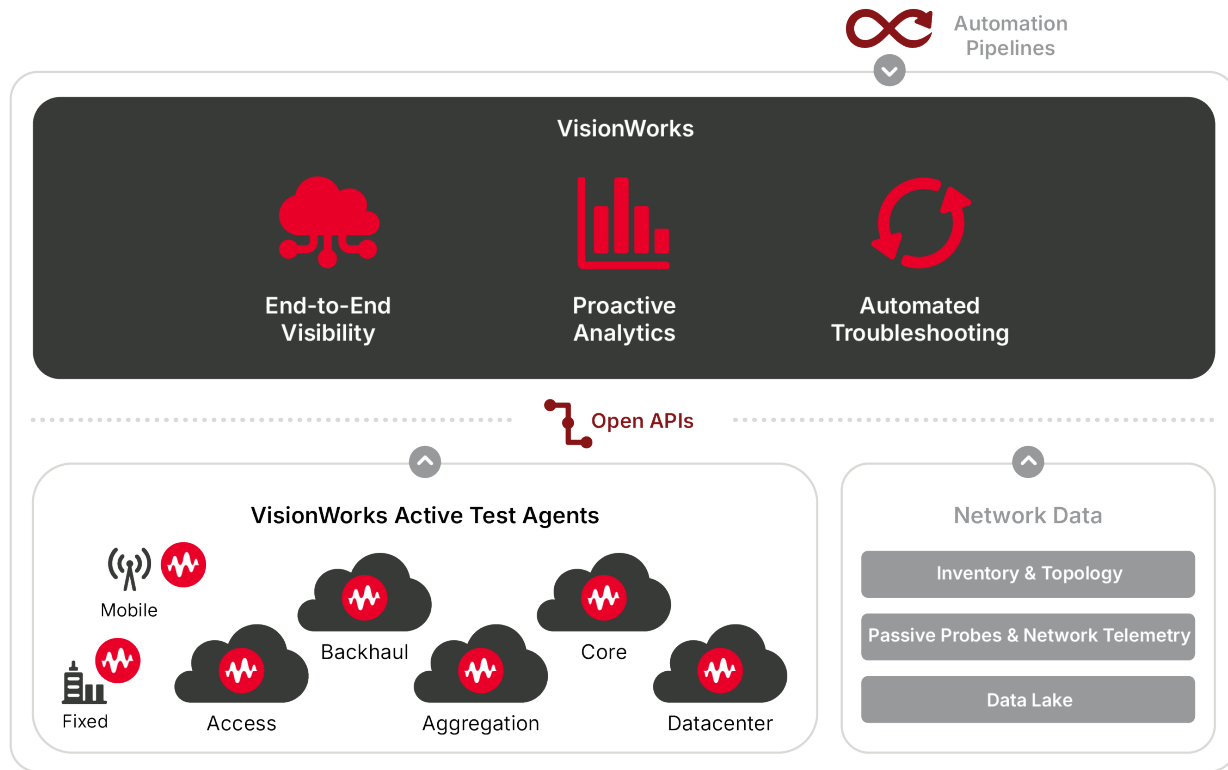 Automation
Pipelines
VisionWorks
End-to-End
Visibility
Proactive
Analytics
Automated
Troubleshooting
Open APIs
VisionWorks Active Test Agents
Mobile
Fixed
Access
Backhaul
Aggregation
Core
Datacenter
Network Data
Inventory & Topology
Passive Probes & Network Telemetry
Data Lake